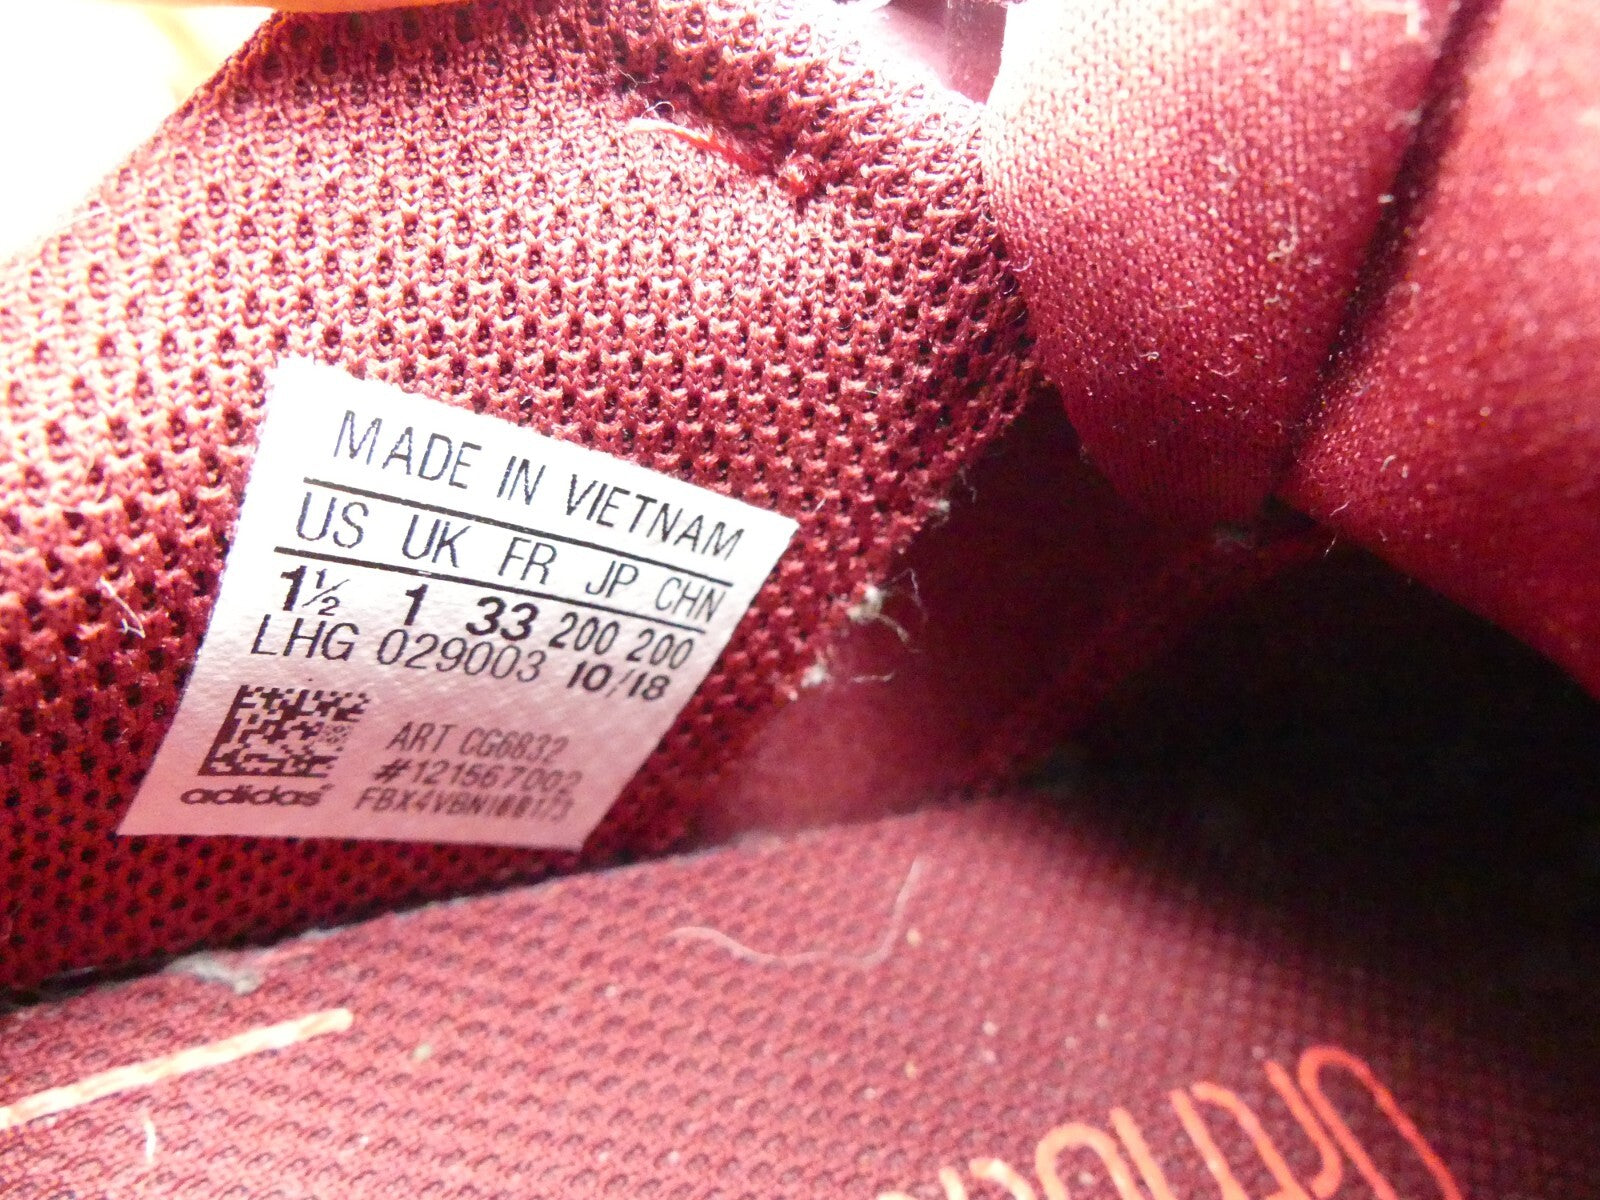 MADE IN VIETNAM
US UK FR JP CHN
1½ 1 33 200 200
LHG 029003 10/18
ART CG6832
#121567002
adidas